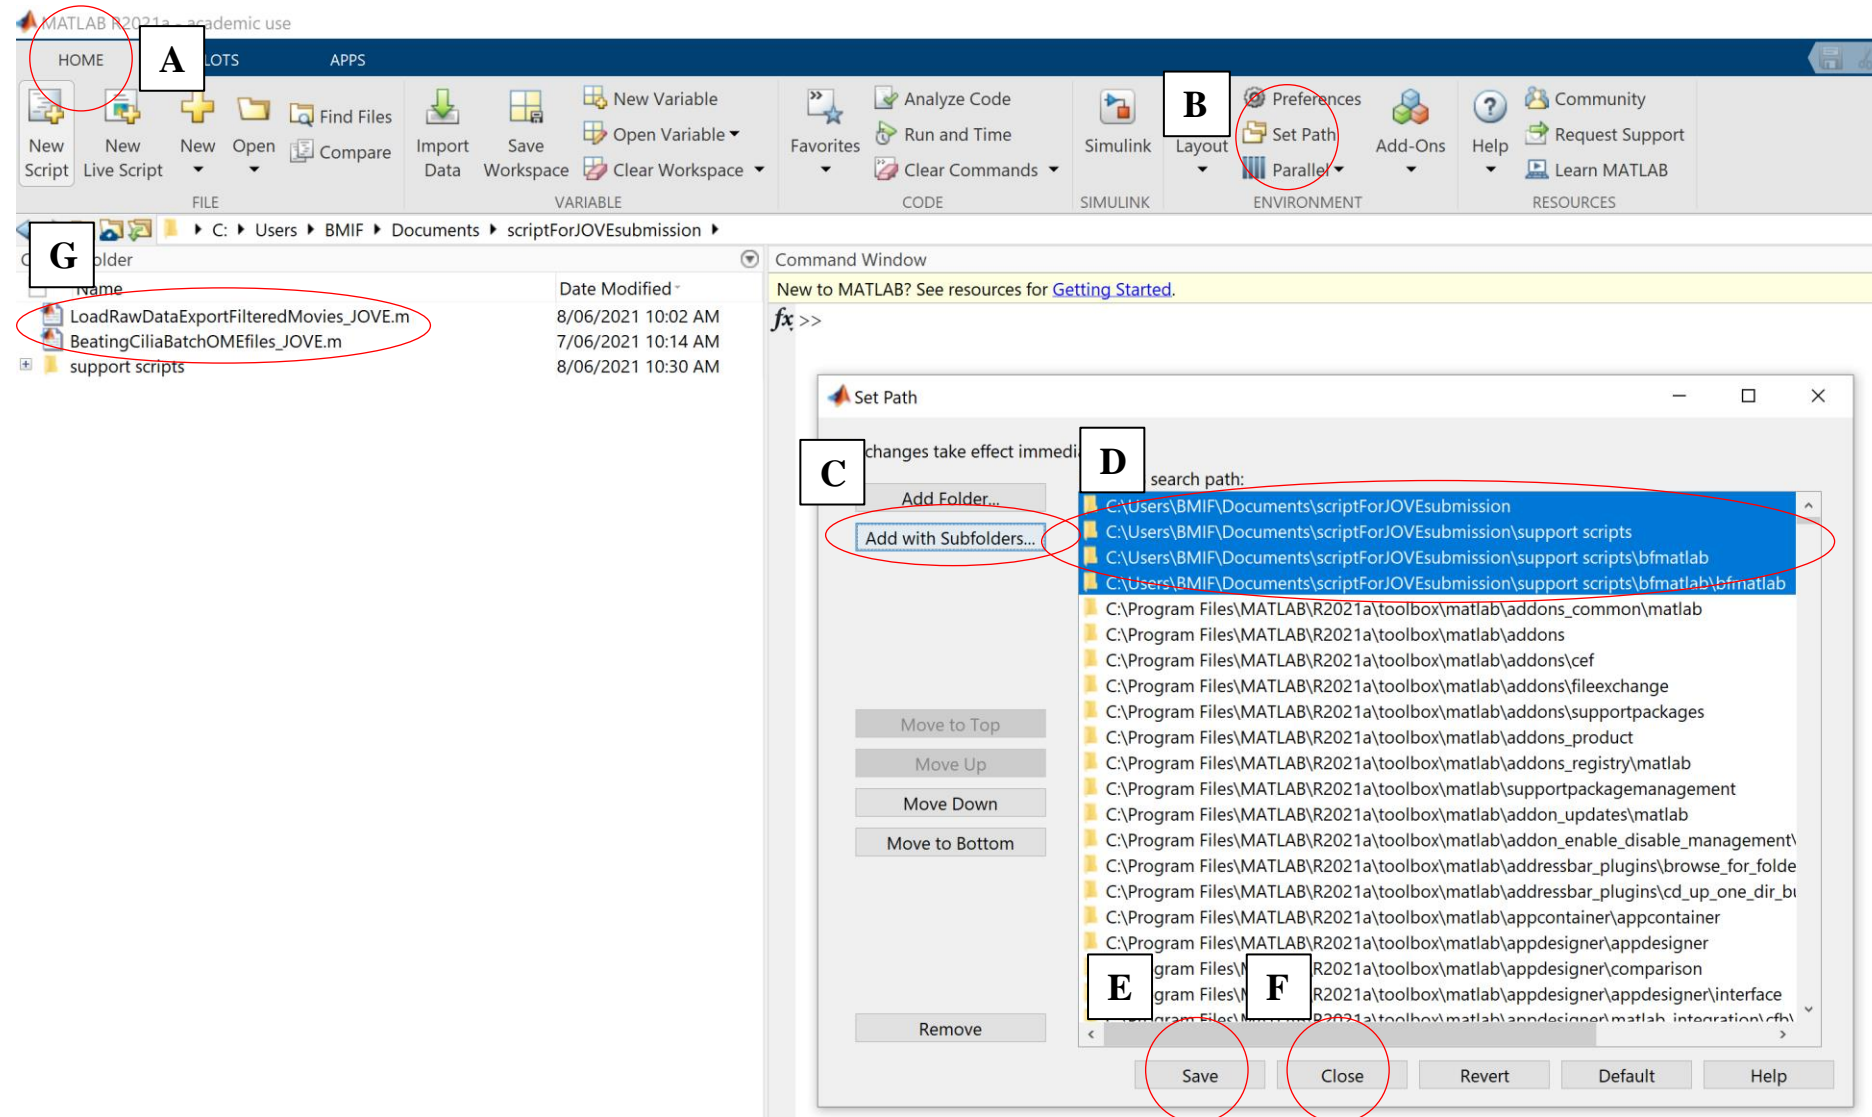 MATLAB R2021a - academic use
HOME A LOTS APPS
New Script
New Live Script
New
Open
Find Files
Compare
FILE
Import Data
Save Workspace
New Variable
Open Variable
Clear Workspace
VARIABLE
Favorites
Analyze Code
Run and Time
Clear Commands
CODE
Simulink
SIMULINK
B
Layout
Preferences
Set Path
Parallel
Add-Ons
ENVIRONMENT
Help
Community
Request Support
Learn MATLAB
RESOURCES
C: Users BMIF Documents scriptForJOVEsubmission
G
older
Name Date Modified
LoadRawDataExportFilteredMovies_JOVE.m 8/06/2021 10:02 AM
BeatingCiliaBatchOMEfiles_JOVE.m 7/06/2021 10:14 AM
support scripts 8/06/2021 10:30 AM
Command Window
New to MATLAB? See resources for Getting Started.
fx >>
Set Path
changes take effect immedi
C
D
search path:
Add Folder...
Add with Subfolders...
Move to Top
Move Up
Move Down
Move to Bottom
Remove
C:\Users\BMIF\Documents\scriptForJOVEsubmission
C:\Users\BMIF\Documents\scriptForJOVEsubmission\support scripts
C:\Users\BMIF\Documents\scriptForJOVEsubmission\support scripts\bfmatlab
C:\Users\BMIF\Documents\scriptForJOVEsubmission\support scripts\bfmatlab\bfmatlab
C:\Program Files\MATLAB\R2021a\toolbox\matlab\addons_common\matlab
C:\Program Files\MATLAB\R2021a\toolbox\matlab\addons
C:\Program Files\MATLAB\R2021a\toolbox\matlab\addons\cef
C:\Program Files\MATLAB\R2021a\toolbox\matlab\addons\fileexchange
C:\Program Files\MATLAB\R2021a\toolbox\matlab\addons\supportpackages
C:\Program Files\MATLAB\R2021a\toolbox\matlab\addons_product
C:\Program Files\MATLAB\R2021a\toolbox\matlab\addons_registry\matlab
C:\Program Files\MATLAB\R2021a\toolbox\matlab\supportpackagemanagement
C:\Program Files\MATLAB\R2021a\toolbox\matlab\addon_updates\matlab
C:\Program Files\MATLAB\R2021a\toolbox\matlab\addon_enable_disable_management\
C:\Program Files\MATLAB\R2021a\toolbox\matlab\addressbar_plugins\browse_for_folde
C:\Program Files\MATLAB\R2021a\toolbox\matlab\addressbar_plugins\cd_up_one_dir_bu
C:\Program Files\MATLAB\R2021a\toolbox\matlab\appcontainer\appcontainer
C:\Program Files\MATLAB\R2021a\toolbox\matlab\appdesigner\appdesigner
gram Files\ R2021a\toolbox\matlab\appdesigner\comparison
E
F
gram Files\ R2021a\toolbox\matlab\appdesigner\appdesigner\interface
R2021a\toolbox\matlab\appdesigner\matlab_integration\cfb\
Save Close Revert Default Help